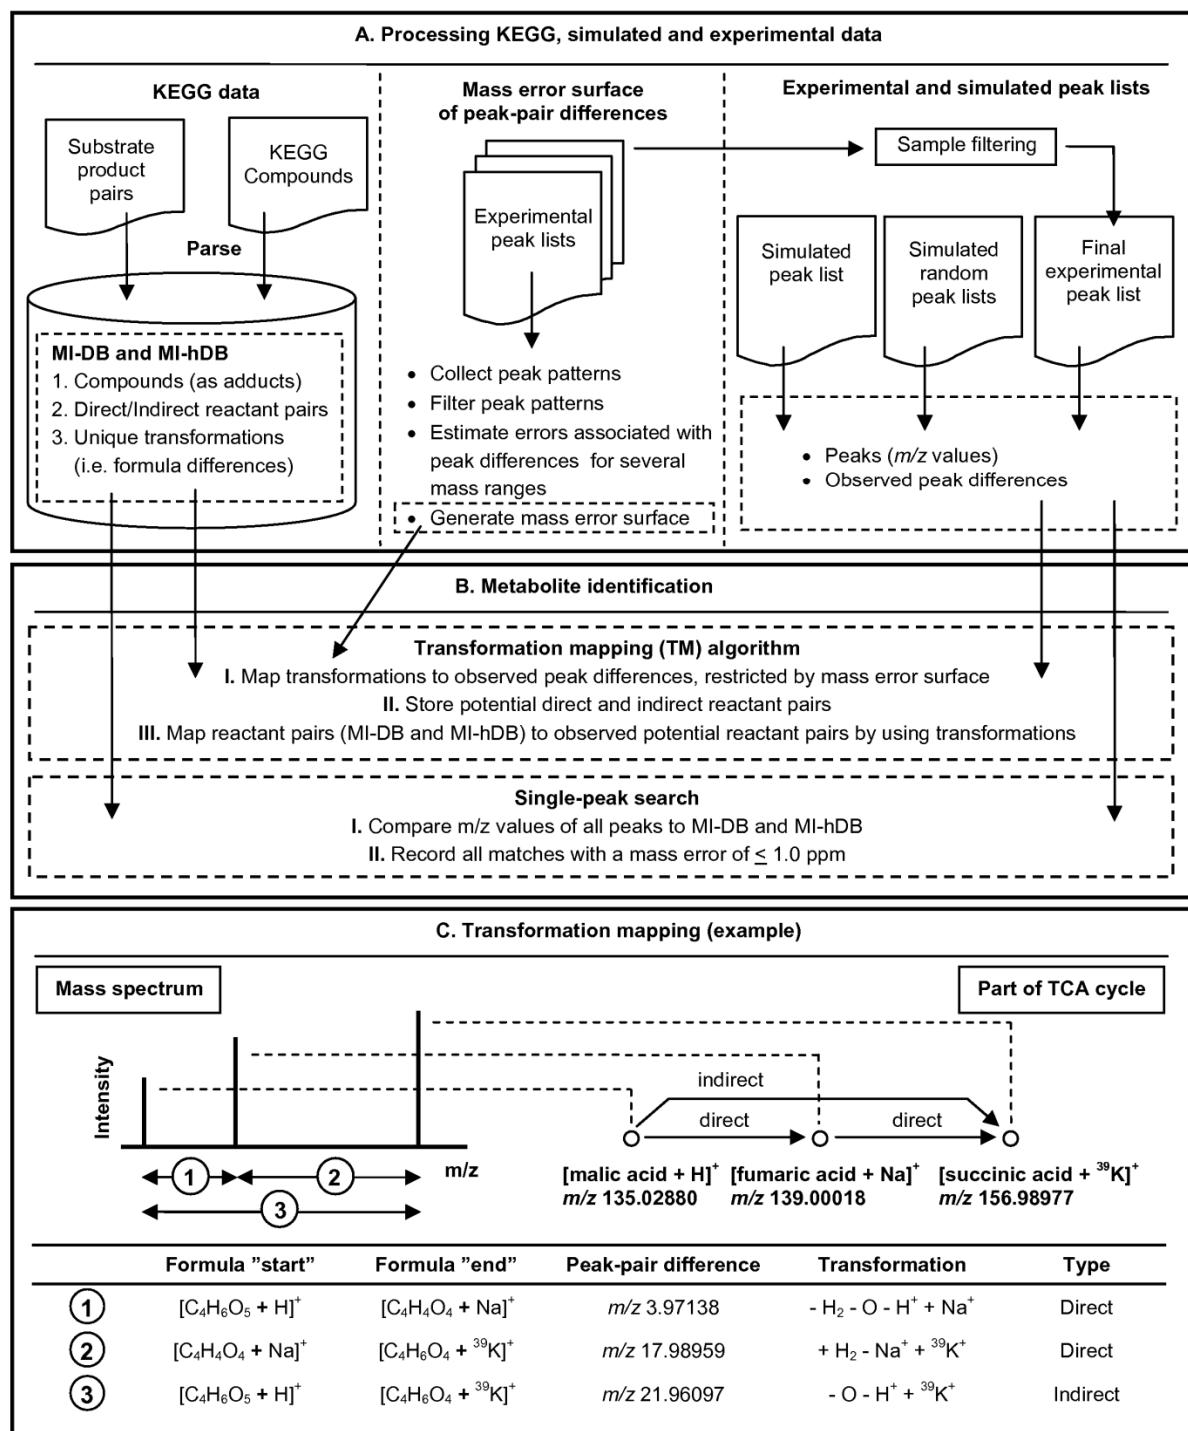 A. Processing KEGG, simulated and experimental data
KEGG data
Substrate
product
pairs
KEGG
Compounds
Parse
MI-DB and MI-hDB
1. Compounds (as adducts)
2. Direct/Indirect reactant pairs
3. Unique transformations
(i.e. formula differences)
Mass error surface
of peak-pair differences
Experimental
peak lists
• Collect peak patterns
• Filter peak patterns
• Estimate errors associated with
peak differences for several
mass ranges
• Generate mass error surface
Experimental and simulated peak lists
Sample filtering
Simulated
peak list
Simulated
random
peak lists
Final
experimental
peak list
• Peaks (m/z values)
• Observed peak differences
B. Metabolite identification
Transformation mapping (TM) algorithm
I. Map transformations to observed peak differences, restricted by mass error surface
II. Store potential direct and indirect reactant pairs
III. Map reactant pairs (MI-DB and MI-hDB) to observed potential reactant pairs by using transformations
Single-peak search
I. Compare m/z values of all peaks to MI-DB and MI-hDB
II. Record all matches with a mass error of ≤ 1.0 ppm
C. Transformation mapping (example)
Mass spectrum
Part of TCA cycle
Intensity
m/z
1
2
3
indirect
direct
direct
[malic acid + H]⁺
m/z 135.02880
[fumaric acid + Na]⁺
m/z 139.00018
[succinic acid + ³⁹K]⁺
m/z 156.98977
Formula ”start” Formula ”end” Peak-pair difference Transformation Type
1 [C₄H₆O₅ + H]⁺ [C₄H₄O₄ + Na]⁺ m/z 3.97138 - H₂ - O - H⁺ + Na⁺ Direct
2 [C₄H₄O₄ + Na]⁺ [C₄H₆O₄ + ³⁹K]⁺ m/z 17.98959 + H₂ - Na⁺ + ³⁹K⁺ Direct
3 [C₄H₆O₅ + H]⁺ [C₄H₆O₄ + ³⁹K]⁺ m/z 21.96097 - O - H⁺ + ³⁹K⁺ Indirect